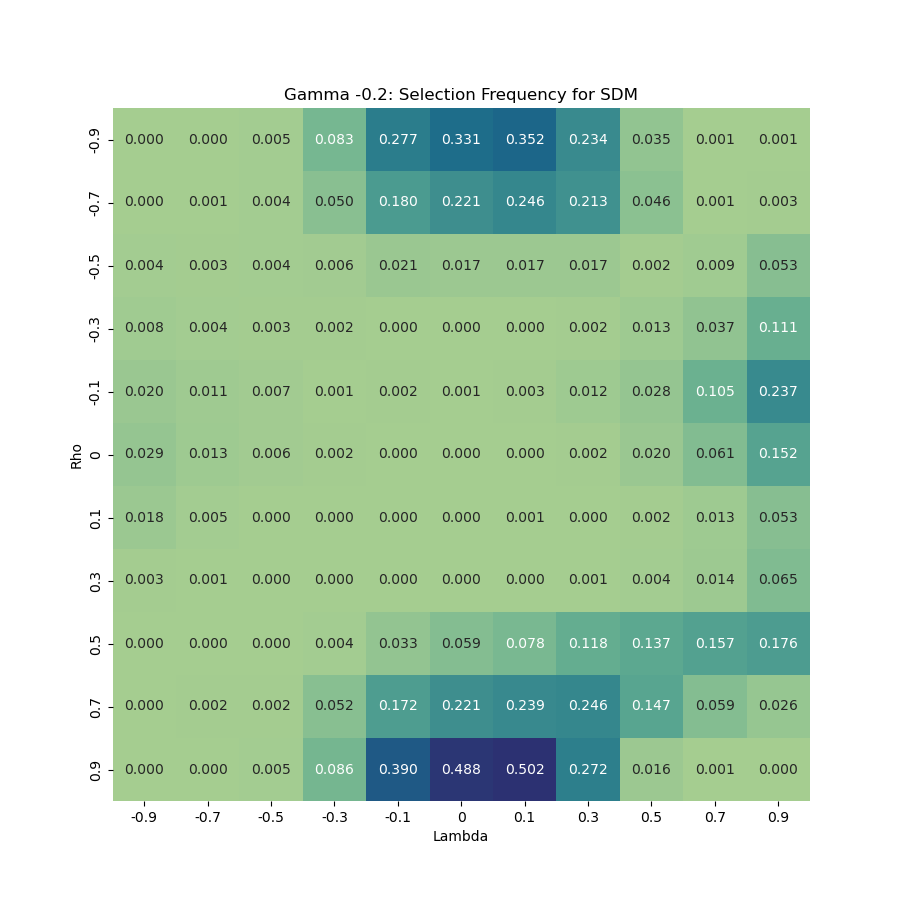 Gamma -0.2: Selection Frequency for SDM
-0.9 0.000 0.000 0.005 0.083 0.277 0.331 0.352 0.234 0.035 0.001 0.001
-0.7 0.000 0.001 0.004 0.050 0.180 0.221 0.246 0.213 0.046 0.001 0.003
-0.5 0.004 0.003 0.004 0.006 0.021 0.017 0.017 0.017 0.002 0.009 0.053
-0.3 0.008 0.004 0.003 0.002 0.000 0.000 0.000 0.002 0.013 0.037 0.111
-0.1 0.020 0.011 0.007 0.001 0.002 0.001 0.003 0.012 0.028 0.105 0.237
Rho
0 0.029 0.013 0.006 0.002 0.000 0.000 0.000 0.002 0.020 0.061 0.152
0.1 0.018 0.005 0.000 0.000 0.000 0.000 0.001 0.000 0.002 0.013 0.053
0.3 0.003 0.001 0.000 0.000 0.000 0.000 0.000 0.001 0.004 0.014 0.065
0.5 0.000 0.000 0.000 0.004 0.033 0.059 0.078 0.118 0.137 0.157 0.176
0.7 0.000 0.002 0.002 0.052 0.172 0.221 0.239 0.246 0.147 0.059 0.026
0.9 0.000 0.000 0.005 0.086 0.390 0.488 0.502 0.272 0.016 0.001 0.000
-0.9 -0.7 -0.5 -0.3 -0.1 0 0.1 0.3 0.5 0.7 0.9
Lambda